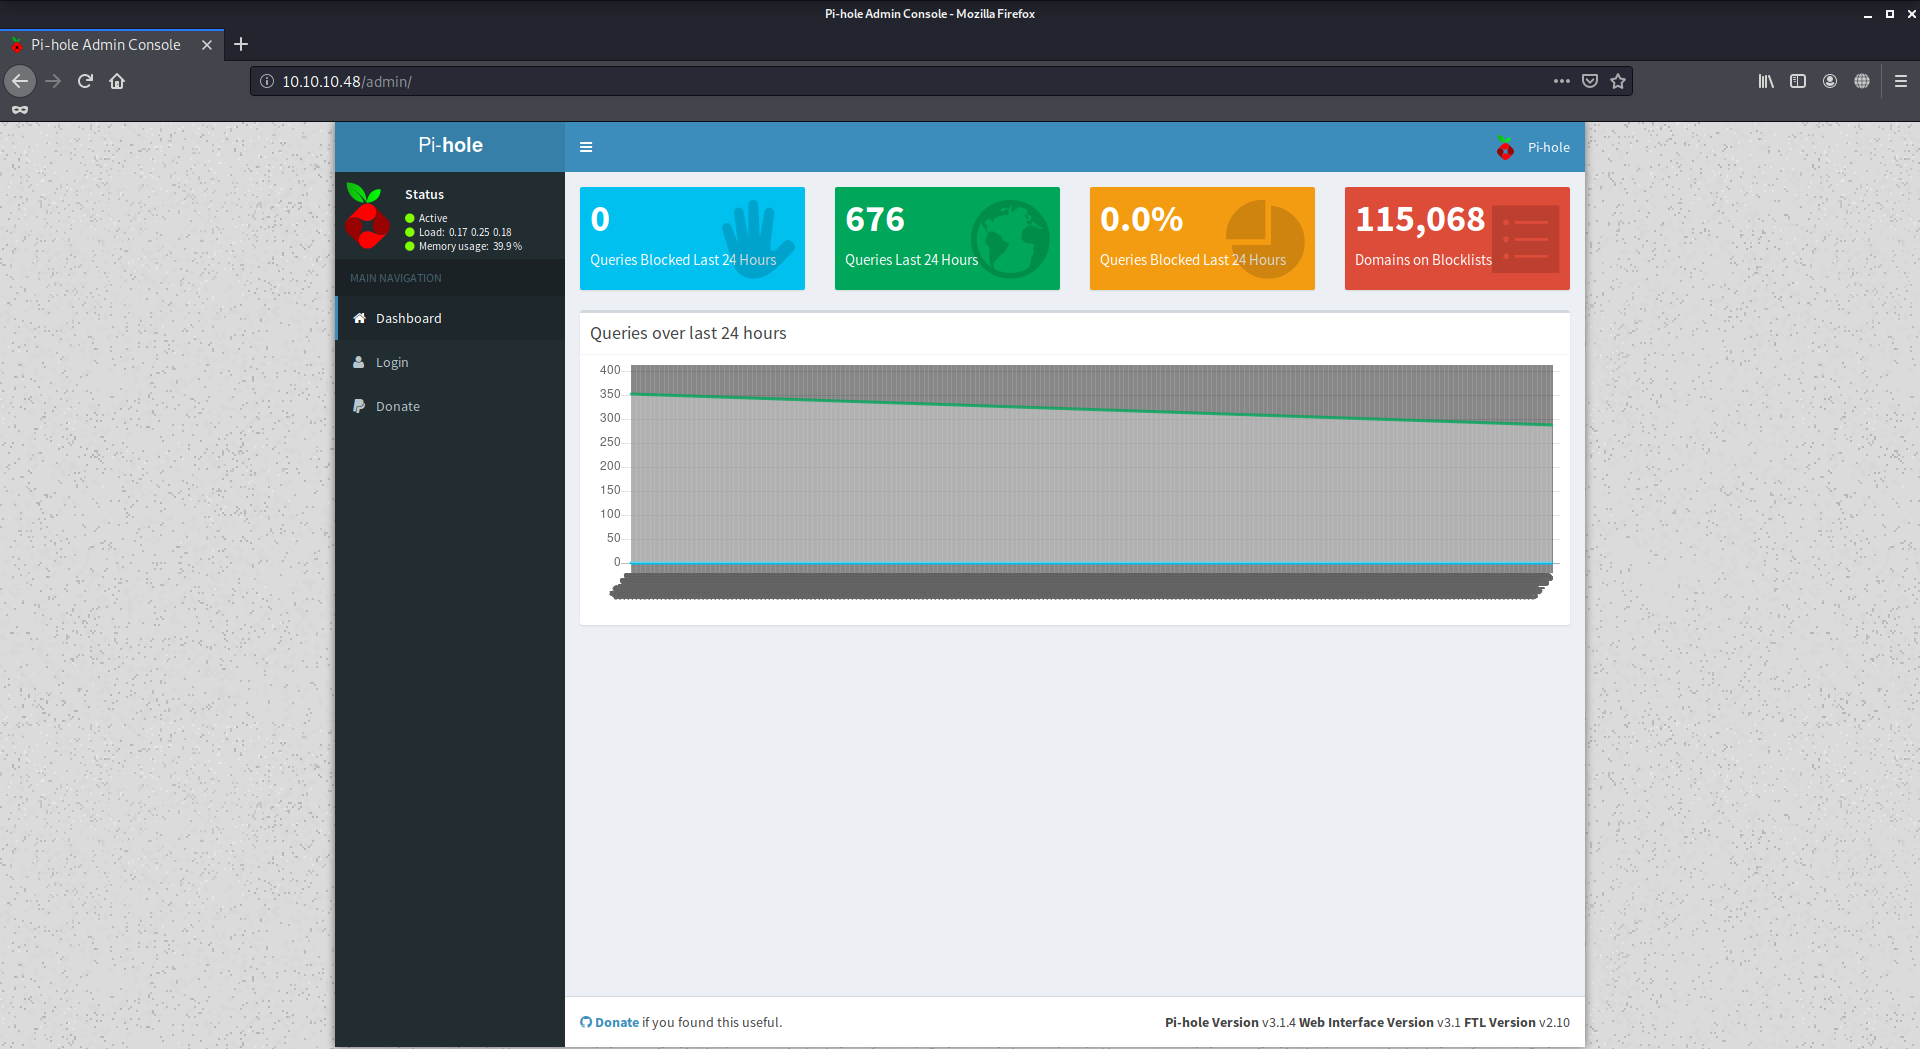 Pi-hole Admin Console - Mozilla Firefox
Pi-hole Admin Console
10.10.10.48/admin/
Pi-hole
Pi-hole
Status
Active
Load: 0.17 0.25 0.18
Memory usage: 39.9 %
MAIN NAVIGATION
Dashboard
Login
Donate
0
Queries Blocked Last 24 Hours
676
Queries Last 24 Hours
0.0%
Queries Blocked Last 24 Hours
115,068
Domains on Blocklists
Queries over last 24 hours
400
350
300
250
200
150
100
50
0
Donate if you found this useful.
Pi-hole Version v3.1.4 Web Interface Version v3.1 FTL Version v2.10